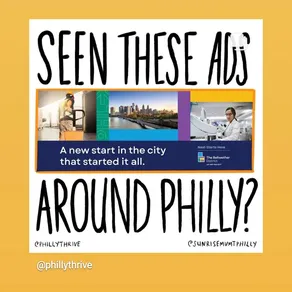 SEEN THESE ADS
A new start in the city
that started it all.
The Bellwether
District
AROUND PHILLY?
@PHILLYTHRIVE
@SUNRISEMVMTPHILLY
@phillythrive